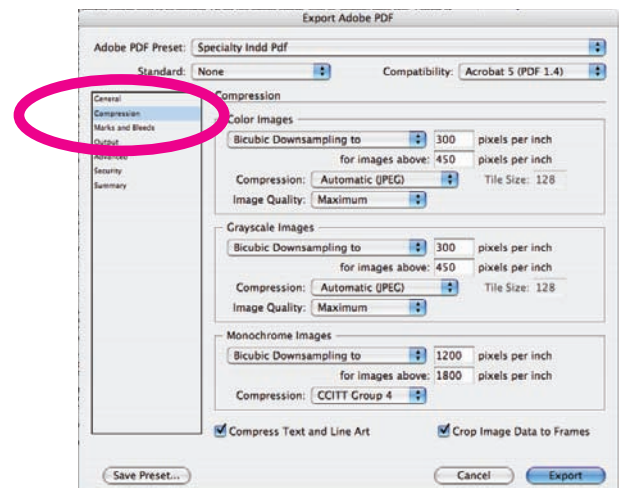 Export Adobe PDF
Adobe PDF Preset: Specialty Indd Pdf
Standard: None Compatibility: Acrobat 5 (PDF 1.4)
General
Compression
Marks and Bleeds
Output
Advanced
Security
Summary
Compression
Color Images
Bicubic Downsampling to 300 pixels per inch
for images above: 450 pixels per inch
Compression: Automatic (JPEG) Tile Size: 128
Image Quality: Maximum
Grayscale Images
Bicubic Downsampling to 300 pixels per inch
for images above: 450 pixels per inch
Compression: Automatic (JPEG) Tile Size: 128
Image Quality: Maximum
Monochrome Images
Bicubic Downsampling to 1200 pixels per inch
for images above: 1800 pixels per inch
Compression: CCITT Group 4
Compress Text and Line Art Crop Image Data to Frames
Save Preset... Cancel Export